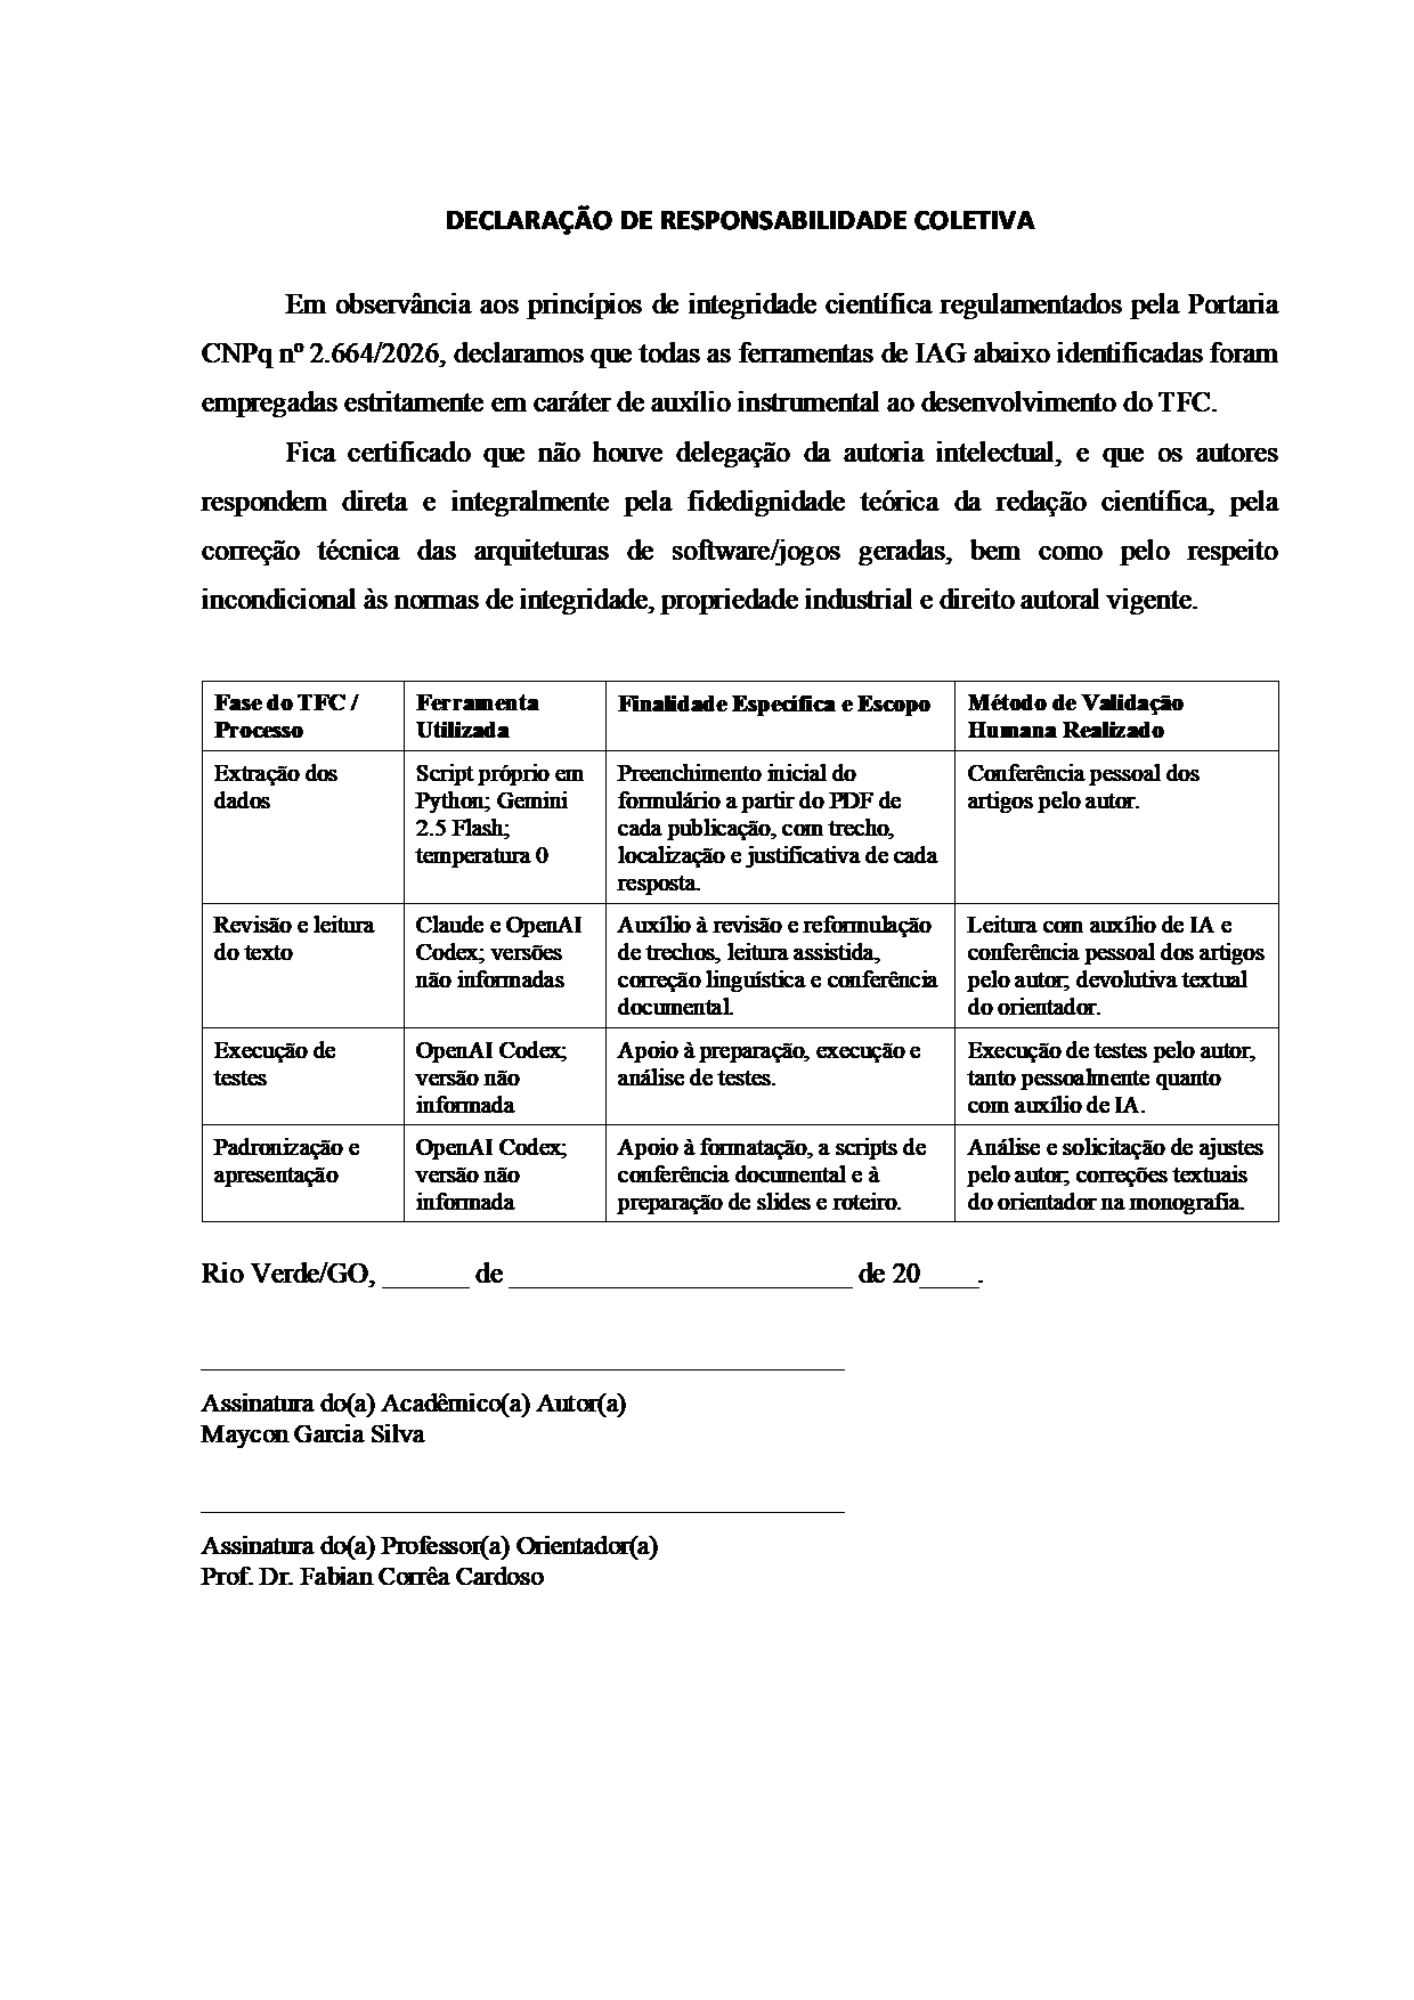 DECLARAÇÃO DE RESPONSABILIDADE COLETIVA
Em observância aos princípios de integridade científica regulamentados pela Portaria
CNPq nº 2.664/2026, declaramos que todas as ferramentas de IAG abaixo identificadas foram
empregadas estritamente em caráter de auxílio instrumental ao desenvolvimento do TFC.
Fica certificado que não houve delegação da autoria intelectual, e que os autores
respondem direta e integralmente pela fidedignidade teórica da redação científica, pela
correção técnica das arquiteturas de software/jogos geradas, bem como pelo respeito
incondicional às normas de integridade, propriedade industrial e direito autoral vigente.
Fase do TFC /
Processo
Ferramenta
Utilizada
Finalidade Específica e Escopo
Método de Validação
Humana Realizado
Extração dos
dados
Script próprio em
Python; Gemini
2.5 Flash;
temperatura 0
Preenchimento inicial do
formulário a partir do PDF de
cada publicação, com trecho,
localização e justificativa de cada
resposta.
Conferência pessoal dos
artigos pelo autor.
Revisão e leitura
do texto
Claude e OpenAI
Codex; versões
não informadas
Auxílio à revisão e reformulação
de trechos, leitura assistida,
correção linguística e conferência
documental.
Leitura com auxílio de IA e
conferência pessoal dos artigos
pelo autor; devolutiva textual
do orientador.
Execução de
testes
OpenAI Codex;
versão não
informada
Apoio à preparação, execução e
análise de testes.
Execução de testes pelo autor,
tanto pessoalmente quanto
com auxílio de IA.
Padronização e
apresentação
OpenAI Codex;
versão não
informada
Apoio à formatação, a scripts de
conferência documental e à
preparação de slides e roteiro.
Análise e solicitação de ajustes
pelo autor; correções textuais
do orientador na monografia.
Rio Verde/GO, ______ de ________________________ de 20____.
Assinatura do(a) Acadêmico(a) Autor(a)
Maycon Garcia Silva
Assinatura do(a) Professor(a) Orientador(a)
Prof. Dr. Fabian Corrêa Cardoso